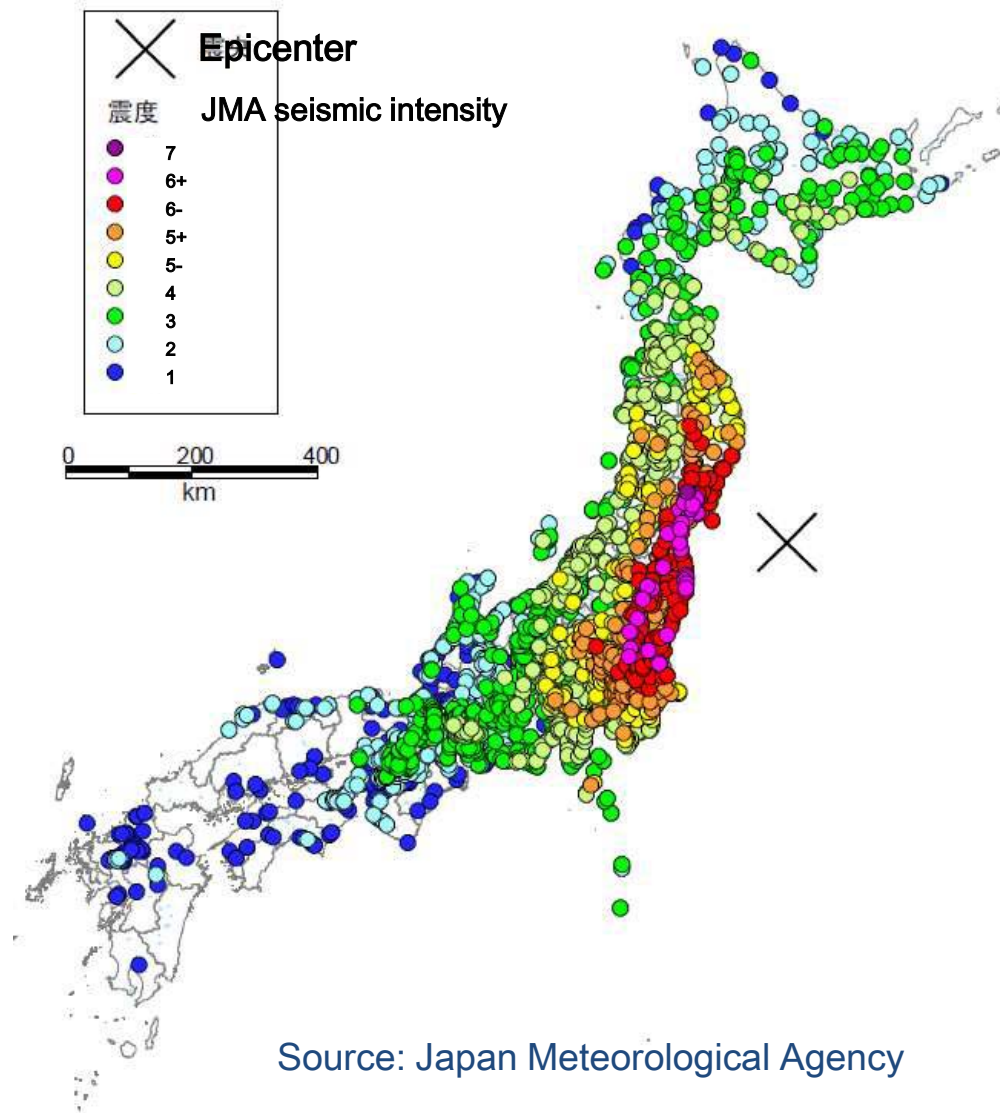 Epicenter
震度 JMA seismic intensity
7
6+
6-
5+
5-
4
3
2
1
0 200 400
km
Source: Japan Meteorological Agency